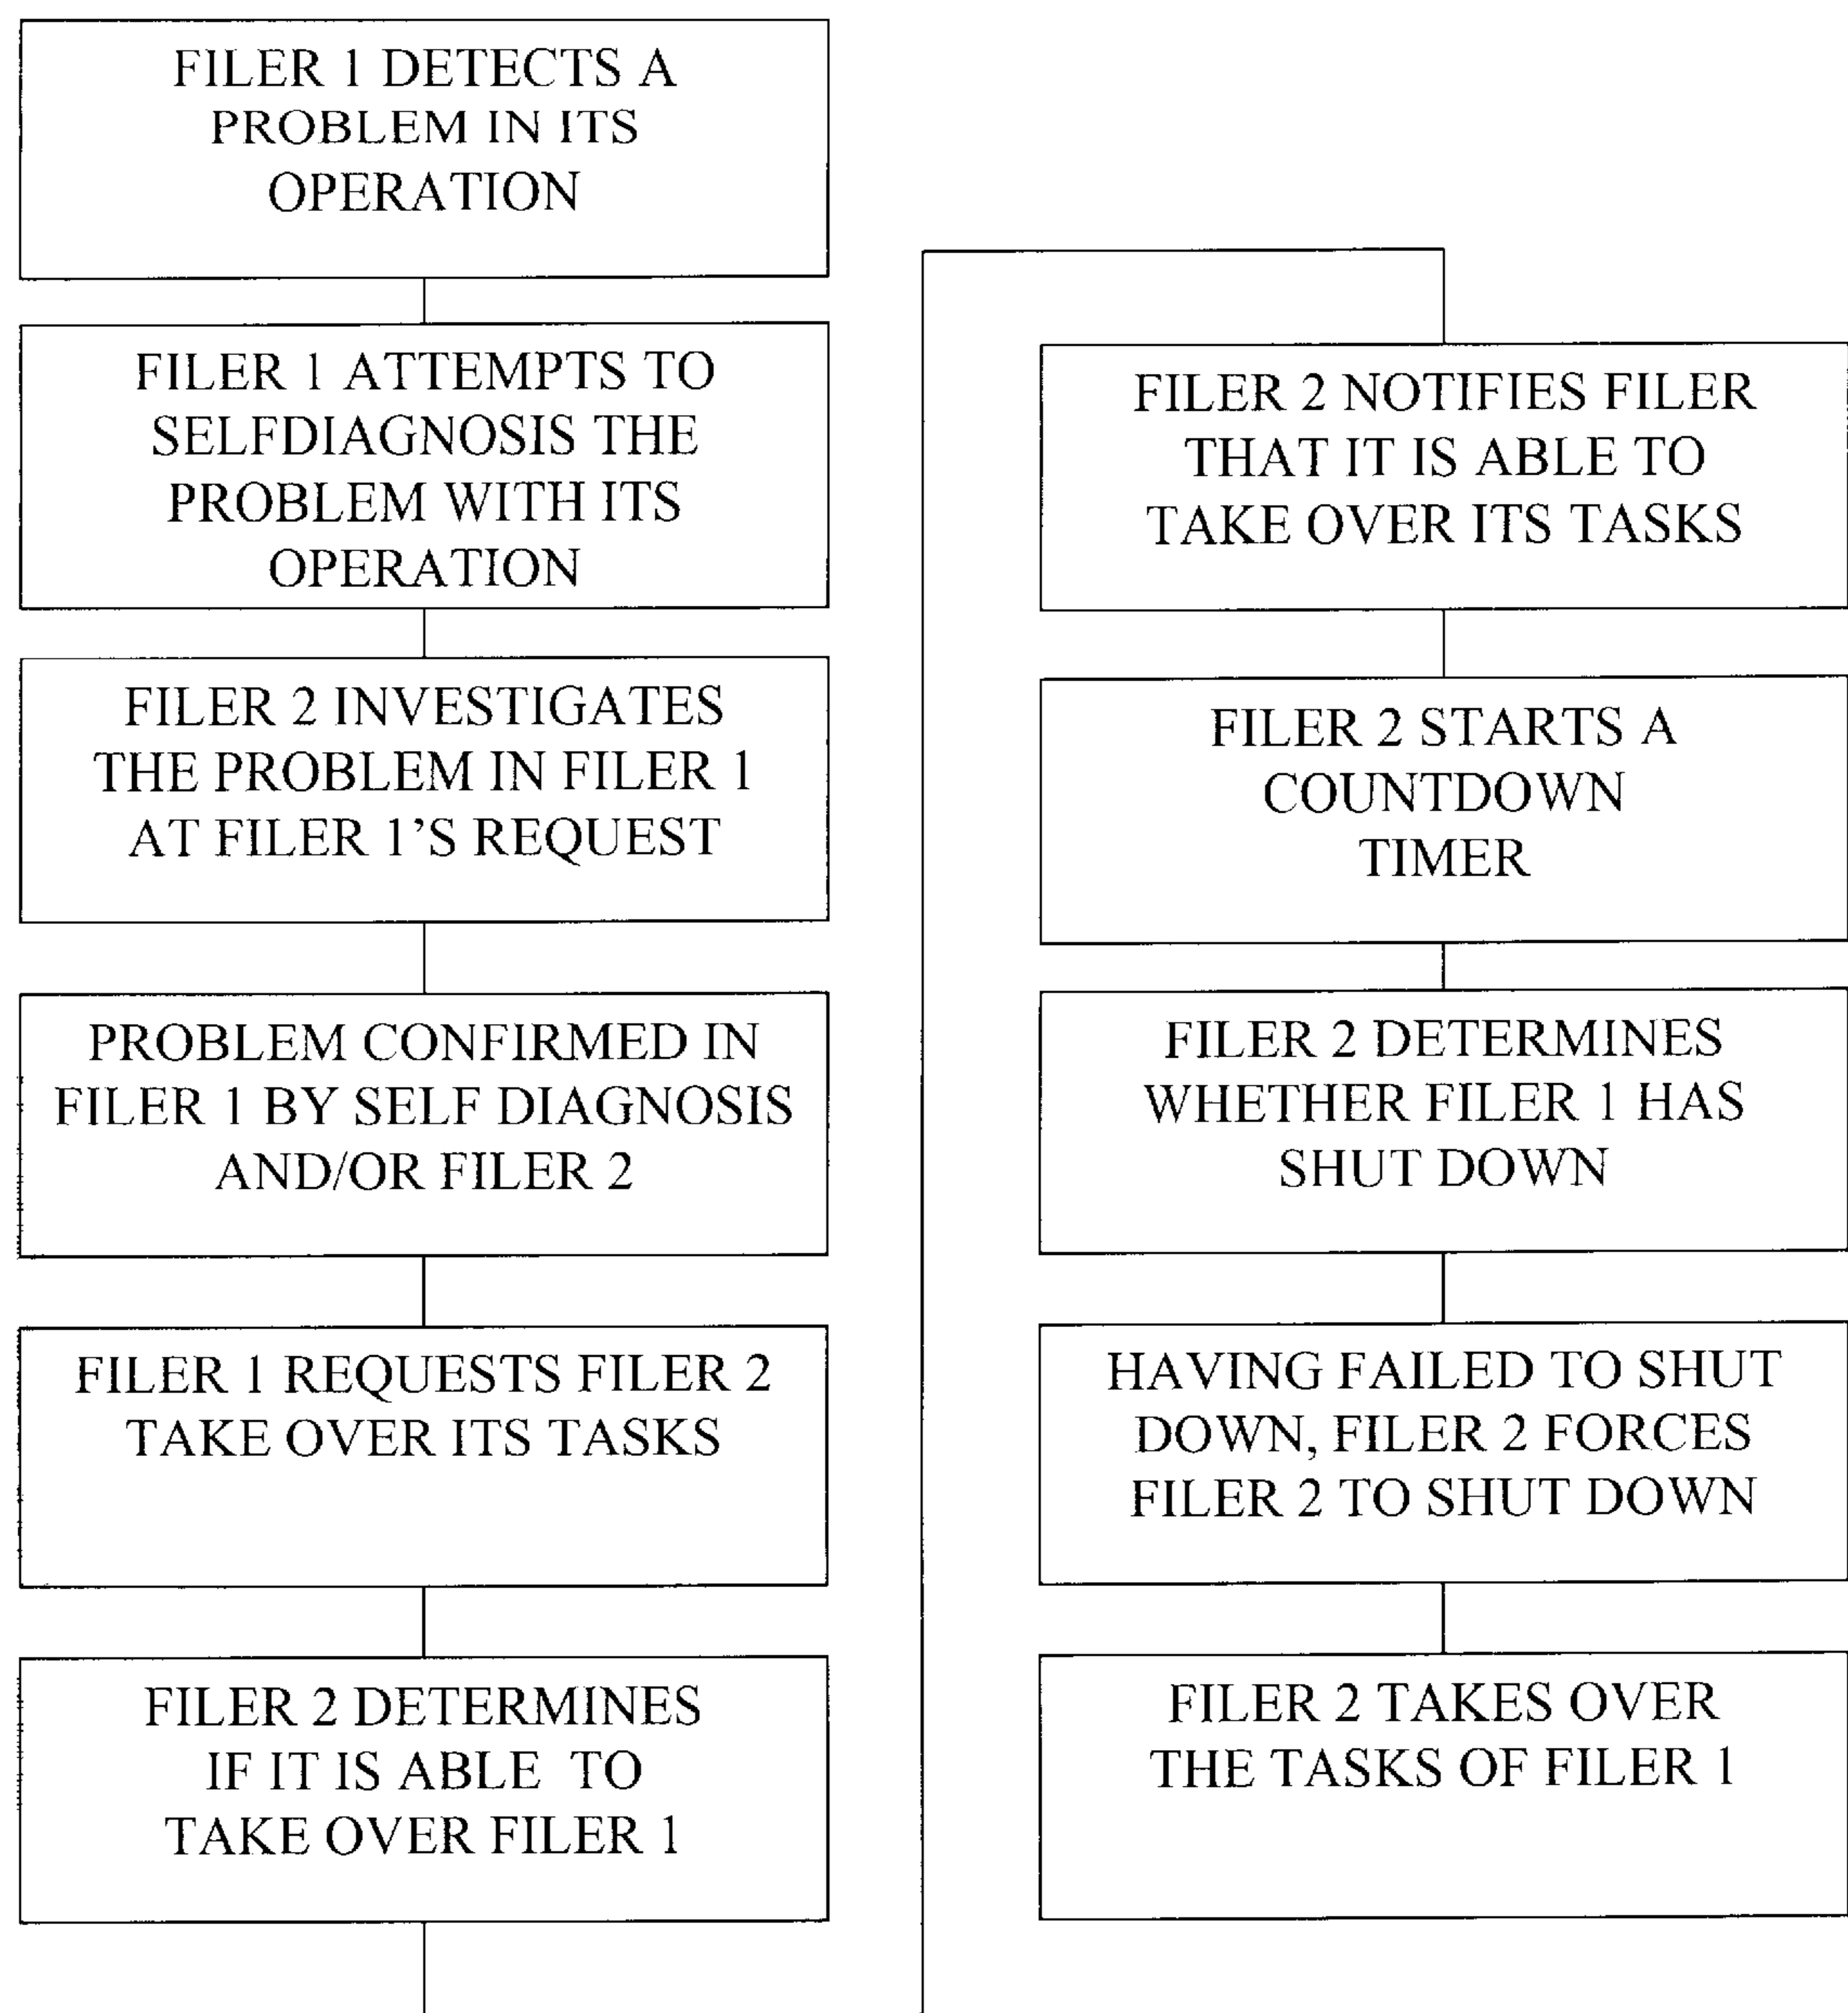 FILER 1 DETECTS A
PROBLEM IN ITS
OPERATION
FILER 1 ATTEMPTS TO
SELFDIAGNOSIS THE
PROBLEM WITH ITS
OPERATION
FILER 2 INVESTIGATES
THE PROBLEM IN FILER 1
AT FILER 1’S REQUEST
PROBLEM CONFIRMED IN
FILER 1 BY SELF DIAGNOSIS
AND/OR FILER 2
FILER 1 REQUESTS FILER 2
TAKE OVER ITS TASKS
FILER 2 DETERMINES
IF IT IS ABLE TO
TAKE OVER FILER 1
FILER 2 NOTIFIES FILER
THAT IT IS ABLE TO
TAKE OVER ITS TASKS
FILER 2 STARTS A
COUNTDOWN
TIMER
FILER 2 DETERMINES
WHETHER FILER 1 HAS
SHUT DOWN
HAVING FAILED TO SHUT
DOWN, FILER 2 FORCES
FILER 2 TO SHUT DOWN
FILER 2 TAKES OVER
THE TASKS OF FILER 1